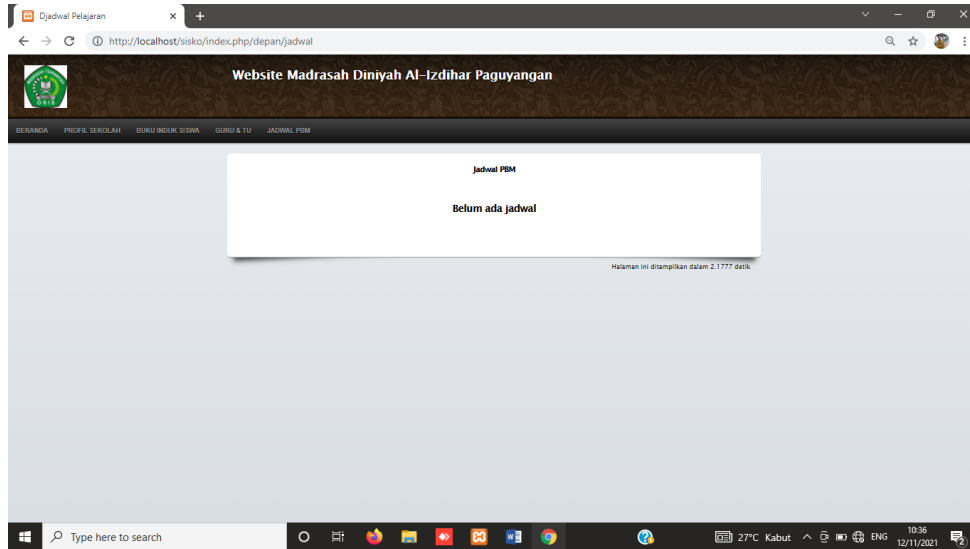 Djadwal Pelajaran
http://localhost/sisko/index.php/depan/jadwal
Website Madrasah Diniyah Al-Izdihar Paguyangan
OSIS
BERANDA PROFIL SEKOLAH BUKU INDUK SISWA GURU & TU JADWAL PBM
Jadwal PBM
Belum ada jadwal
Halaman ini ditampilkan dalam 2.1777 detik
Type here to search
27°C Kabut
ENG
10:36
12/11/2021
2